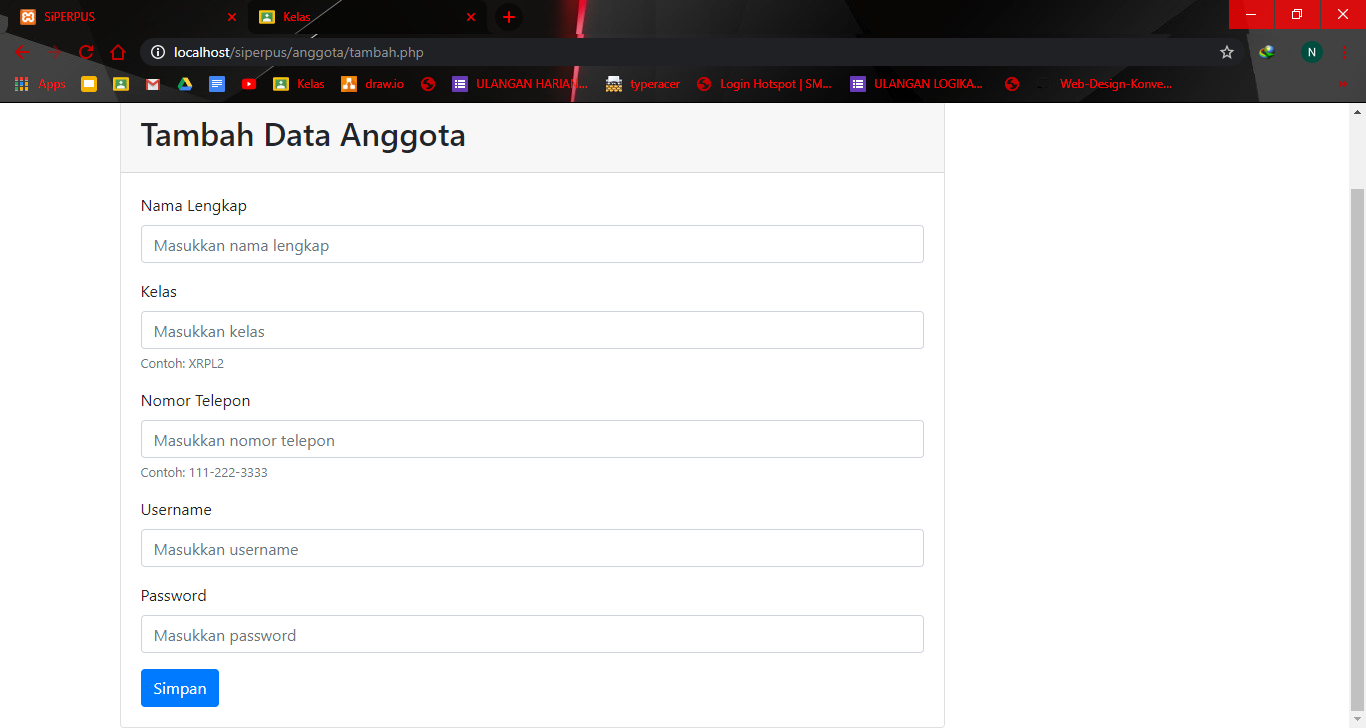 SiPERPUS
Kelas
localhost/siperpus/anggota/tambah.php
N
Apps
Kelas
draw.io
ULANGAN HARIAN...
typeracer
Login Hotspot | SM...
ULANGAN LOGIKA...
Web-Design-Konve...
Tambah Data Anggota
Nama Lengkap
Masukkan nama lengkap
Kelas
Masukkan kelas
Contoh: XRPL2
Nomor Telepon
Masukkan nomor telepon
Contoh: 111-222-3333
Username
Masukkan username
Password
Masukkan password
Simpan